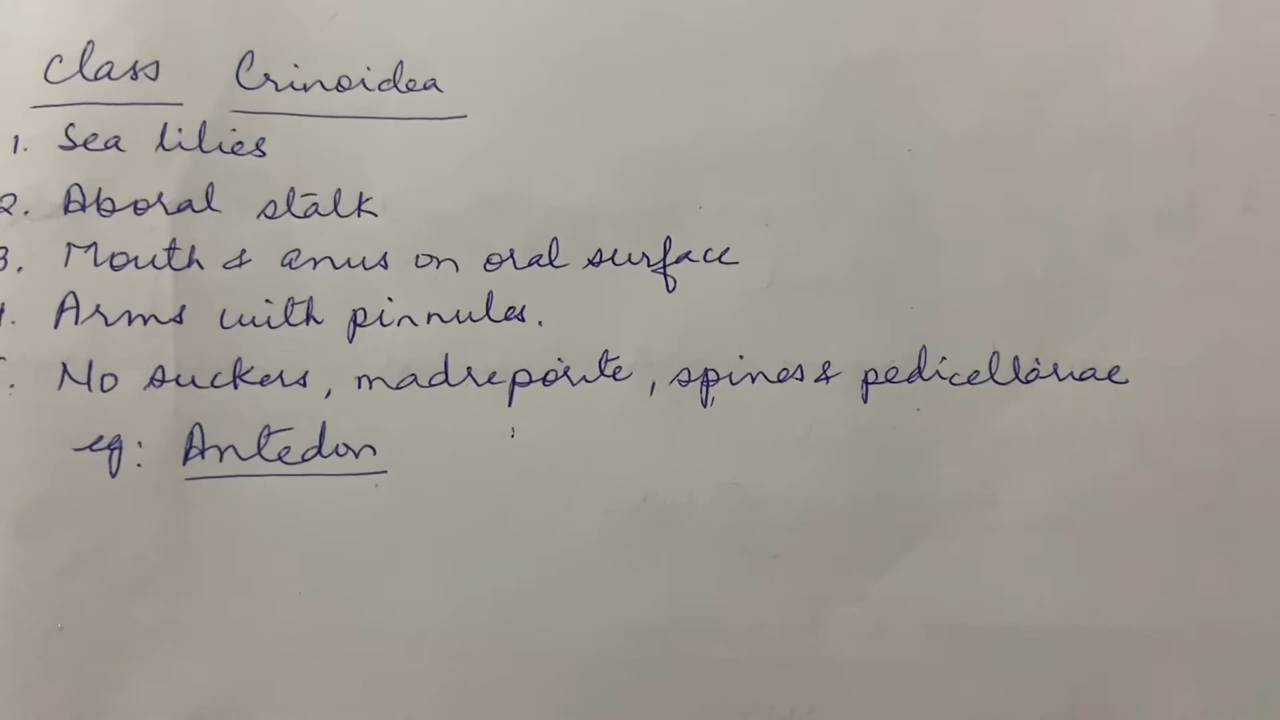 Class Crinoidea
1. Sea lilies
2. Aboral stalk
3. Mouth & anus on oral surface
4. Arms with pinnules.
5. No suckers, madreporite, spines & pedicellariae
eg: Antedon